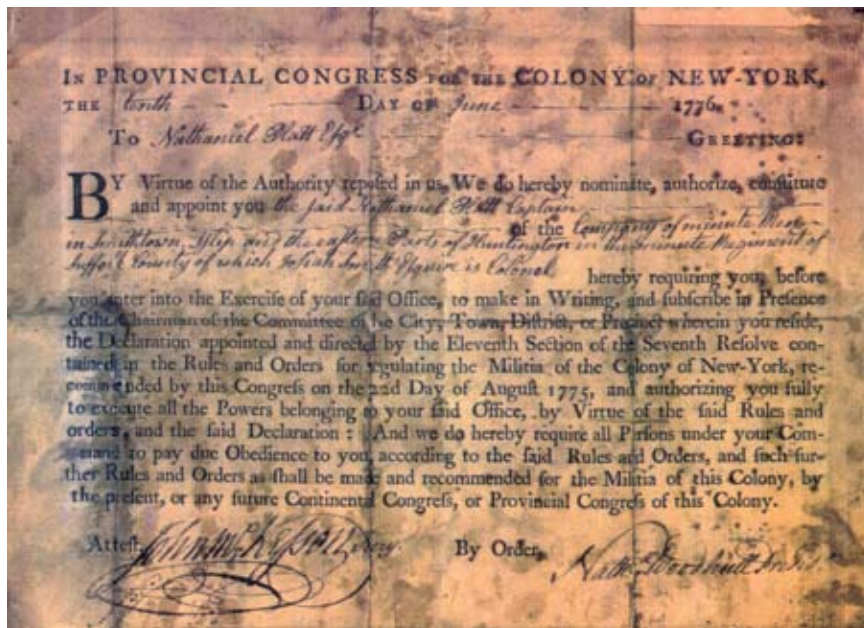 In PROVINCIAL CONGRESS for the COLONY of NEW-YORK,
the tenth Day of June 1776.
To Nathaniel Platt Esqr Greeting:
BY Virtue of the Authority reposed in us, We do hereby nominate, authorize, constitute
and appoint you the said Nathaniel Platt Captain
of the Company of minute Men
in Smithtown, Islip and the eastern Parts of Huntington in the minute Regiment of
Suffolk County of which Josiah Smith Esquire is Colonel
hereby requiring you, before
you enter into the Exercise of your said Office, to make in Writing, and subscribe in Presence
of the Chairman of the Committee of the City, Town, District, or Precinct wherein you reside,
the Declaration appointed and directed by the Eleventh Section of the Seventh Resolve con-
tained in the Rules and Orders for regulating the Militia of the Colony of New-York, re-
commended by this Congress on the 22d Day of August 1775, and authorizing you fully
to execute all the Powers belonging to your said Office, by Virtue of the said Rules and
orders, and the said Declaration: And we do hereby require all Persons under your Com-
mand to pay due Obedience to you, according to the said Rules and Orders, and such fur-
ther Rules and Orders as shall be made and recommended for the Militia of this Colony, by
the present, or any future Continental Congress, or Provincial Congress of this Colony.
Attest. John McKesson Secry. By Order, Nathl Woodhull Presidt